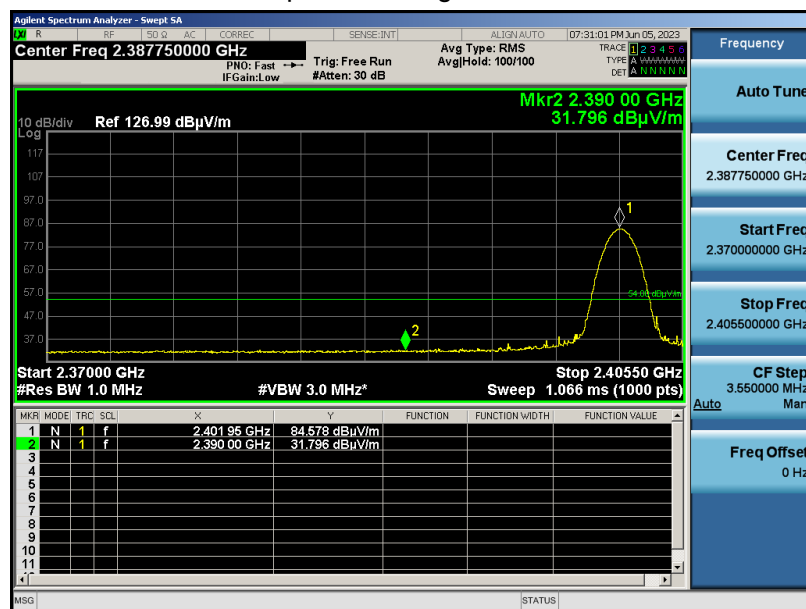 Agilent Spectrum Analyzer - Swept SA
LXI R RF 50 Ω AC CORREC SENSE:INT ALIGN AUTO 07:31:01 PM Jun 05, 2023
Center Freq 2.387750000 GHz
PNO: Fast
IFGain:Low
Trig: Free Run
#Atten: 30 dB
Avg Type: RMS
Avg|Hold: 100/100
TRACE 1 2 3 4 5 6
TYPE A WWWWW
DET A N N N N N
Mkr2 2.390 00 GHz
31.796 dBµV/m
10 dB/div Ref 126.99 dBµV/m
Log
117
107
97.0
87.0
77.0
67.0
57.0
47.0
37.0
1
54.00 dBµV/m
2
Start 2.37000 GHz Stop 2.40550 GHz
#Res BW 1.0 MHz #VBW 3.0 MHz* Sweep 1.066 ms (1000 pts)
MKR MODE TRC SCL X Y FUNCTION FUNCTION WIDTH FUNCTION VALUE
1 N 1 f 2.401 95 GHz 84.578 dBµV/m
2 N 1 f 2.390 00 GHz 31.796 dBµV/m
3
4
5
6
7
8
9
10
11
MSG STATUS
Frequency
Auto Tune
Center Freq
2.387750000 GHz
Start Freq
2.370000000 GHz
Stop Freq
2.405500000 GHz
CF Step
3.550000 MHz
Auto Man
Freq Offset
0 Hz